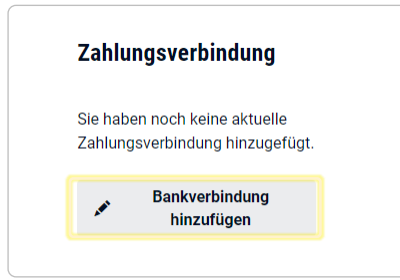 Zahlungsverbindung
Sie haben noch keine aktuelle
Zahlungsverbindung hinzugefügt.
Bankverbindung
hinzufügen